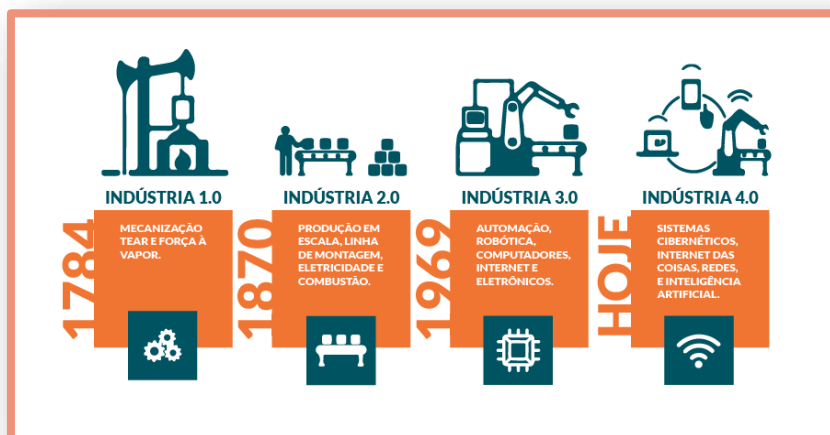 INDÚSTRIA 1.0
1784
MECANIZAÇÃO
TEAR E FORÇA À
VAPOR.
INDÚSTRIA 2.0
1870
PRODUÇÃO EM
ESCALA, LINHA
DE MONTAGEM,
ELETRICIDADE E
COMBUSTÃO.
INDÚSTRIA 3.0
1969
AUTOMAÇÃO,
ROBÓTICA,
COMPUTADORES,
INTERNET E
ELETRÔNICOS.
INDÚSTRIA 4.0
HOJE
SISTEMAS
CIBERNÉTICOS,
INTERNET DAS
COISAS, REDES,
E INTELIGÊNCIA
ARTIFICIAL.